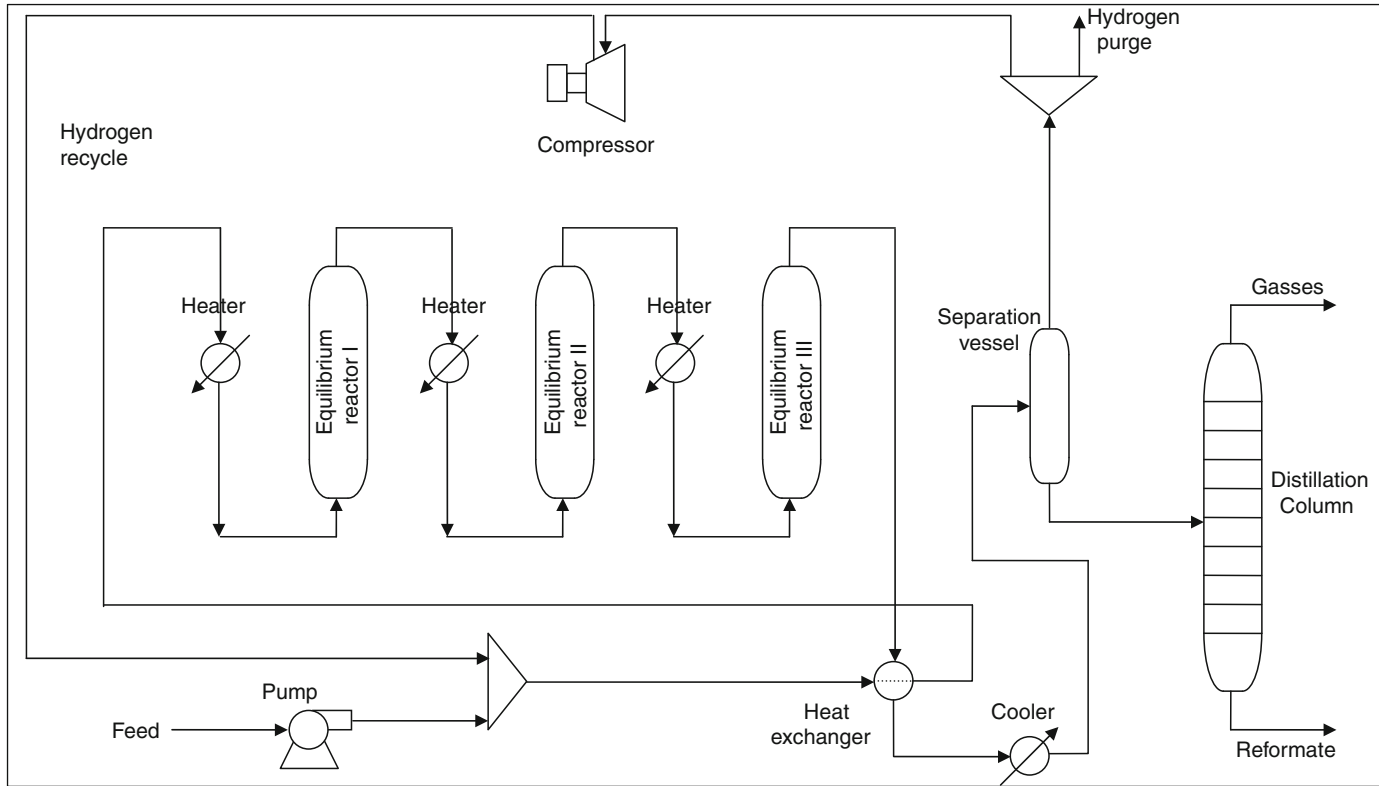 Hydrogen
purge
Compressor
Hydrogen
recycle
Heater
Equilibrium
reactor I
Heater
Equilibrium
reactor II
Heater
Equilibrium
reactor III
Separation
vessel
Gasses
Distillation
Column
Pump
Feed
Heat
exchanger
Cooler
Reformate